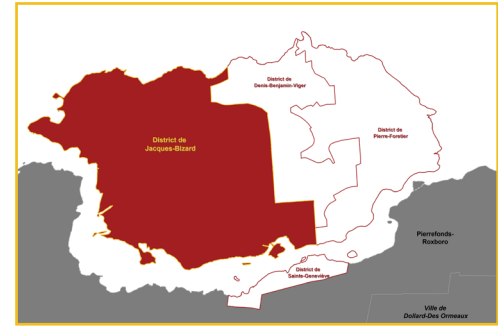 District de
Denis-Benjamin-Viger
District de
Pierre-Foretier
District de
Jacques-Bizard
Pierrefonds-
Roxboro
District de
Sainte-Geneviève
Ville de
Dollard-Des Ormeaux